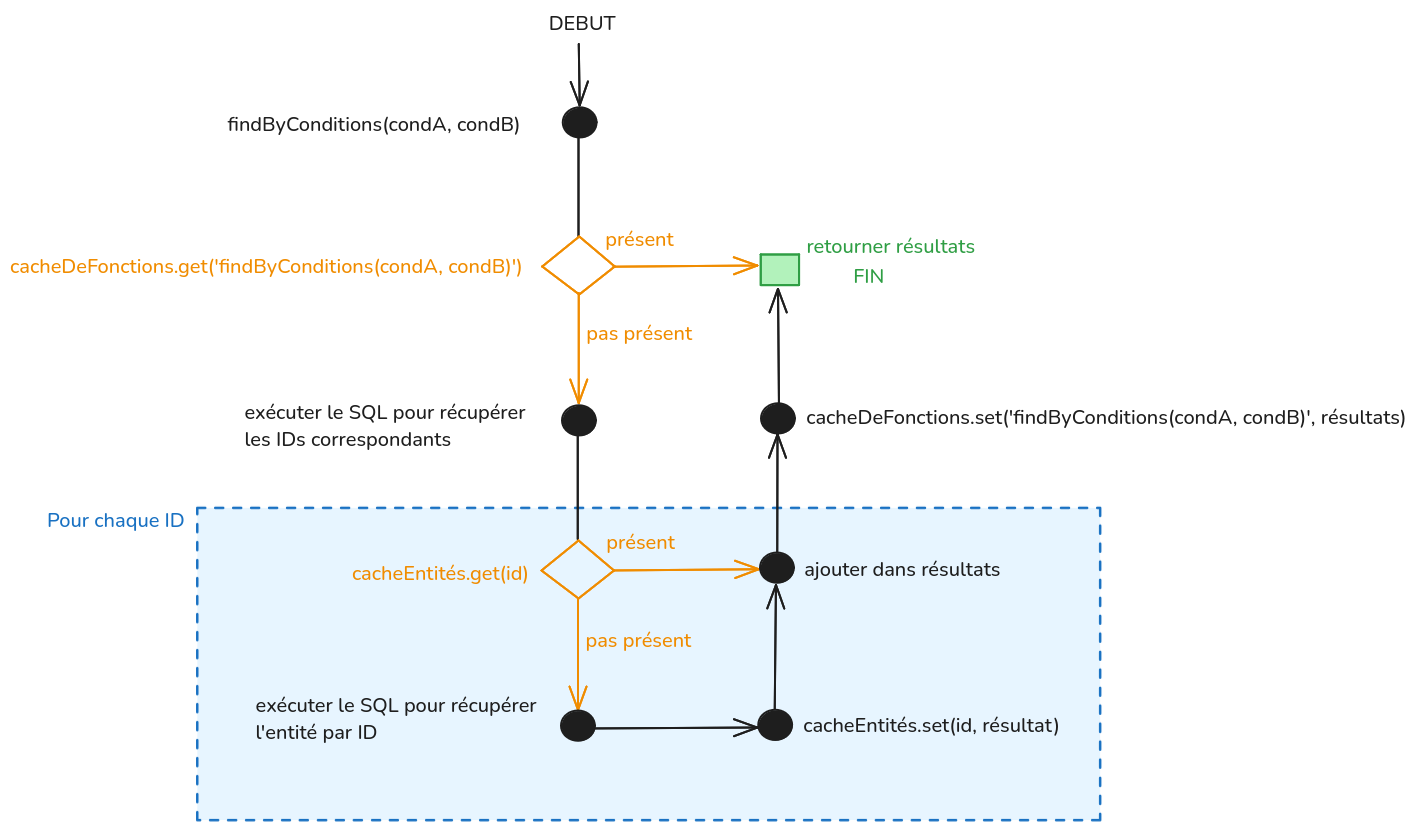 DEBUT
findByConditions(condA, condB)
cacheDeFonctions.get('findByConditions(condA, condB)')
présent
retourner résultats
FIN
pas présent
exécuter le SQL pour récupérer
les IDs correspondants
cacheDeFonctions.set('findByConditions(condA, condB)', résultats)
Pour chaque ID
présent
cacheEntités.get(id)
ajouter dans résultats
pas présent
exécuter le SQL pour récupérer
l'entité par ID
cacheEntités.set(id, résultat)